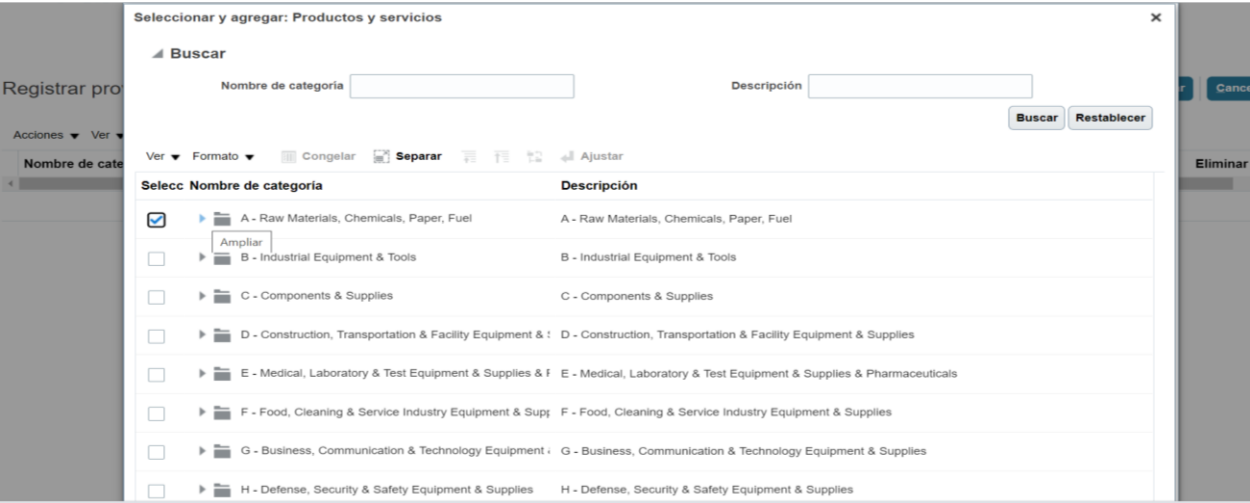 Seleccionar y agregar: Productos y servicios
Buscar
Registrar pro
Nombre de categoría
Descripción
r
Cance
Buscar Restablecer
Acciones Ver
Ver Formato Congelar Separar Ajustar
Nombre de cate
Eliminar
Selecc Nombre de categoría Descripción
A - Raw Materials, Chemicals, Paper, Fuel A - Raw Materials, Chemicals, Paper, Fuel
Ampliar
B - Industrial Equipment & Tools B - Industrial Equipment & Tools
C - Components & Supplies C - Components & Supplies
D - Construction, Transportation & Facility Equipment & D - Construction, Transportation & Facility Equipment & Supplies
E - Medical, Laboratory & Test Equipment & Supplies & E - Medical, Laboratory & Test Equipment & Supplies & Pharmaceuticals
F - Food, Cleaning & Service Industry Equipment & Supp F - Food, Cleaning & Service Industry Equipment & Supplies
G - Business, Communication & Technology Equipment G - Business, Communication & Technology Equipment & Supplies
H - Defense, Security & Safety Equipment & Supplies H - Defense, Security & Safety Equipment & Supplies